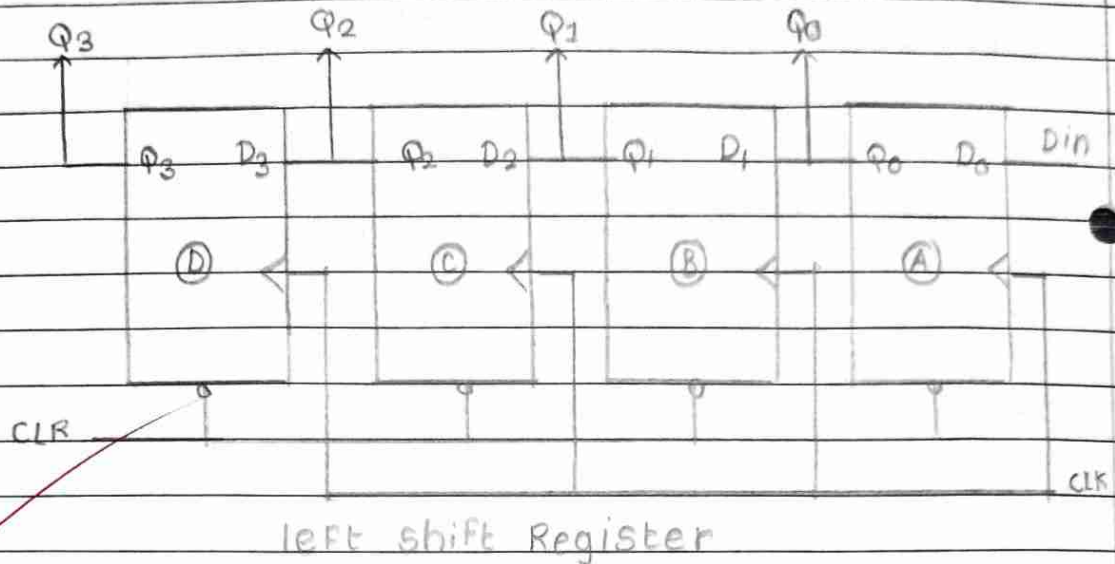 Q3 Q2 Q1 Q0
Q3 D3 Q2 D2 Q1 D1 Q0 D0 Din
D C B A
CLR
CLK
left shift Register